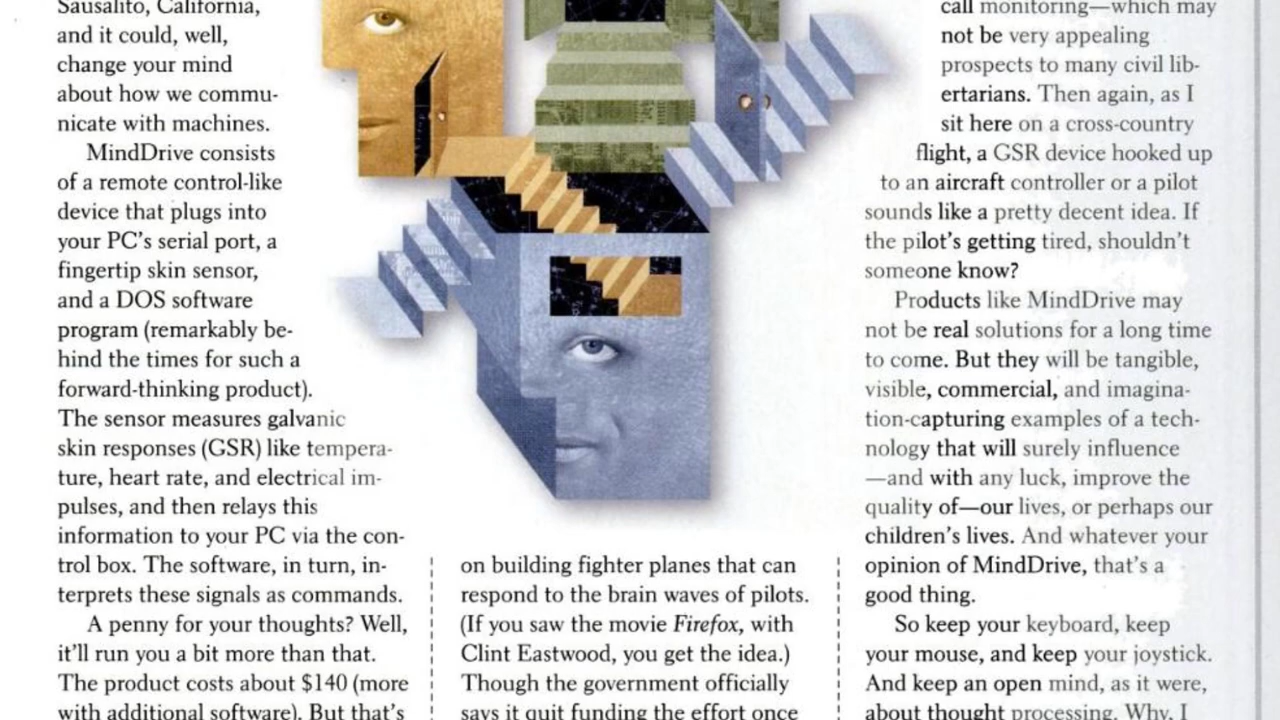 Sausalito, California,
and it could, well,
change your mind
about how we commu-
nicate with machines.
MindDrive consists
of a remote control-like
device that plugs into
your PC's serial port, a
fingertip skin sensor,
and a DOS software
program (remarkably be-
hind the times for such a
forward-thinking product).
The sensor measures galvanic
skin responses (GSR) like tempera-
ture, heart rate, and electrical im-
pulses, and then relays this
information to your PC via the con-
trol box. The software, in turn, in-
terprets these signals as commands.
A penny for your thoughts? Well,
it'll run you a bit more than that.
The product costs about $140 (more
with additional software). But that's
on building fighter planes that can
respond to the brain waves of pilots.
(If you saw the movie Firefox, with
Clint Eastwood, you get the idea.)
Though the government officially
says it quit funding the effort once
call monitoring—which may
not be very appealing
prospects to many civil lib-
ertarians. Then again, as I
sit here on a cross-country
flight, a GSR device hooked up
to an aircraft controller or a pilot
sounds like a pretty decent idea. If
the pilot's getting tired, shouldn't
someone know?
Products like MindDrive may
not be real solutions for a long time
to come. But they will be tangible,
visible, commercial, and imagina-
tion-capturing examples of a tech-
nology that will surely influence
—and with any luck, improve the
quality of—our lives, or perhaps our
children's lives. And whatever your
opinion of MindDrive, that's a
good thing.
So keep your keyboard, keep
your mouse, and keep your joystick.
And keep an open mind, as it were,
about thought processing. Why, I